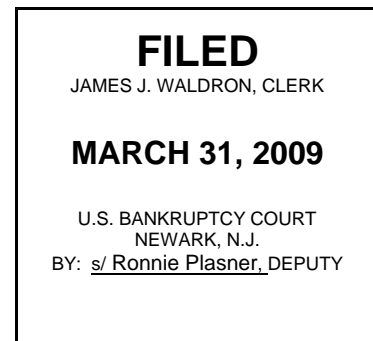 FILED
JAMES J. WALDRON, CLERK
MARCH 31, 2009
U.S. BANKRUPTCY COURT
NEWARK, N.J.
BY: s/ Ronnie Plasner, DEPUTY